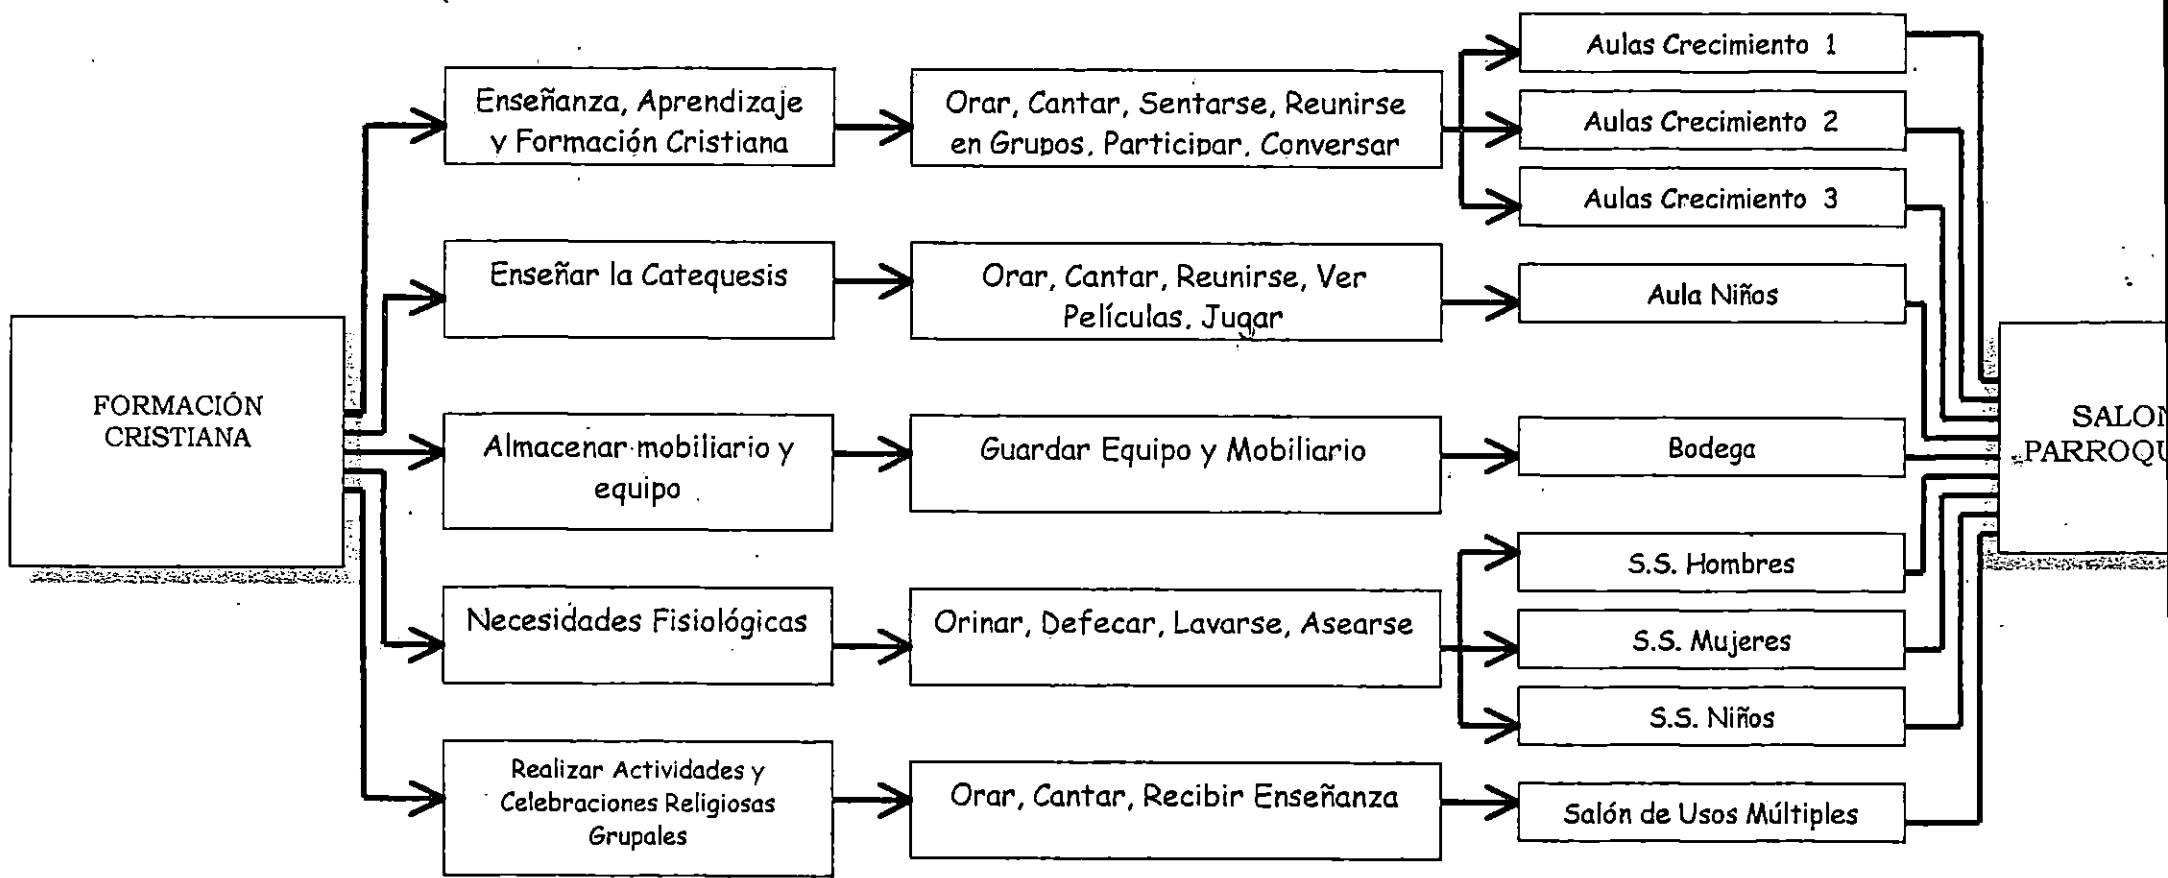 FORMACIÓN
CRISTIANA
Enseñanza, Aprendizaje
y Formación Cristiana
Orar, Cantar, Sentarse, Reunirse
en Grupos, Participar, Conversar
Aulas Crecimiento 1
Aulas Crecimiento 2
Aulas Crecimiento 3
Enseñar la Catequesis
Orar, Cantar, Reunirse, Ver
Películas, Jugar
Aula Niños
Almacenar mobiliario y
equipo
Guardar Equipo y Mobiliario
Bodega
Necesidades Fisiológicas
Orinar, Defecar, Lavarse, Asearse
S.S. Hombres
S.S. Mujeres
S.S. Niños
Realizar Actividades y
Celebraciones Religiosas
Grupales
Orar, Cantar, Recibir Enseñanza
Salón de Usos Múltiples
SALON
PARROQU